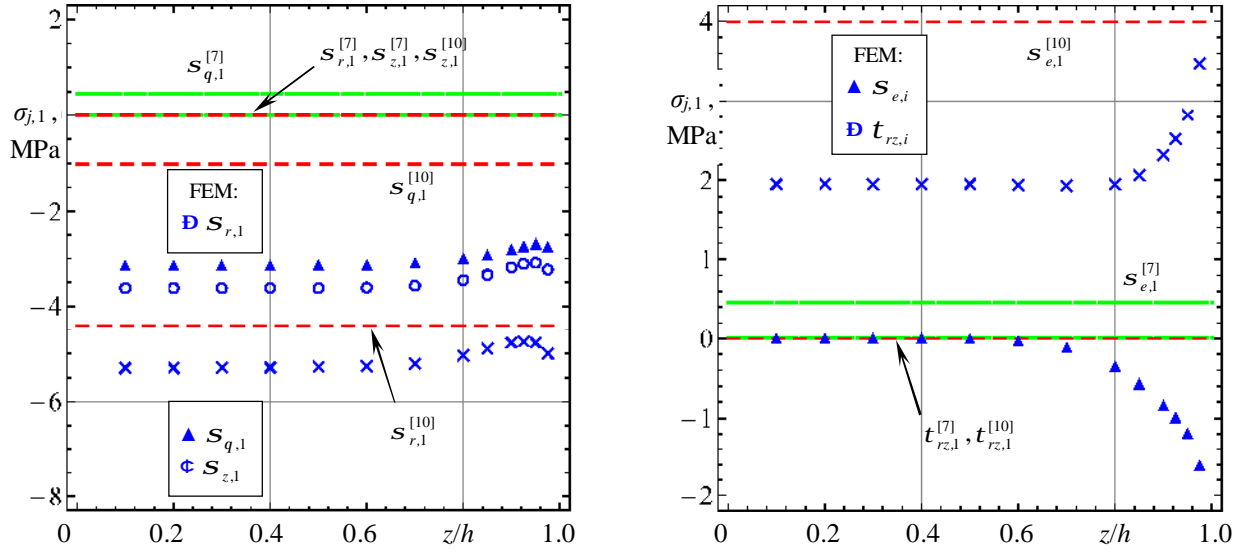 2
s_{q,1}^{[7]}
s_{r,1}^{[7]}, s_{z,1}^{[7]}, s_{z,1}^{[10]}
σ_{j,1},
MPa
s_{q,1}^{[10]}
−2
FEM:
Đ s_{r,1}
−4
s_{r,1}^{[10]}
−6
▲ s_{q,1}
¢ s_{z,1}
−8
0 0.2 0.4 0.6 z/h 1.0
4
s_{e,1}^{[10]}
FEM:
▲ s_{e,i}
Đ t_{rz,i}
σ_{j,1},
MPa
2
s_{e,1}^{[7]}
0
t_{rz,1}^{[7]}, t_{rz,1}^{[10]}
−1
−2
0 0.2 0.4 0.6 z/h 1.0